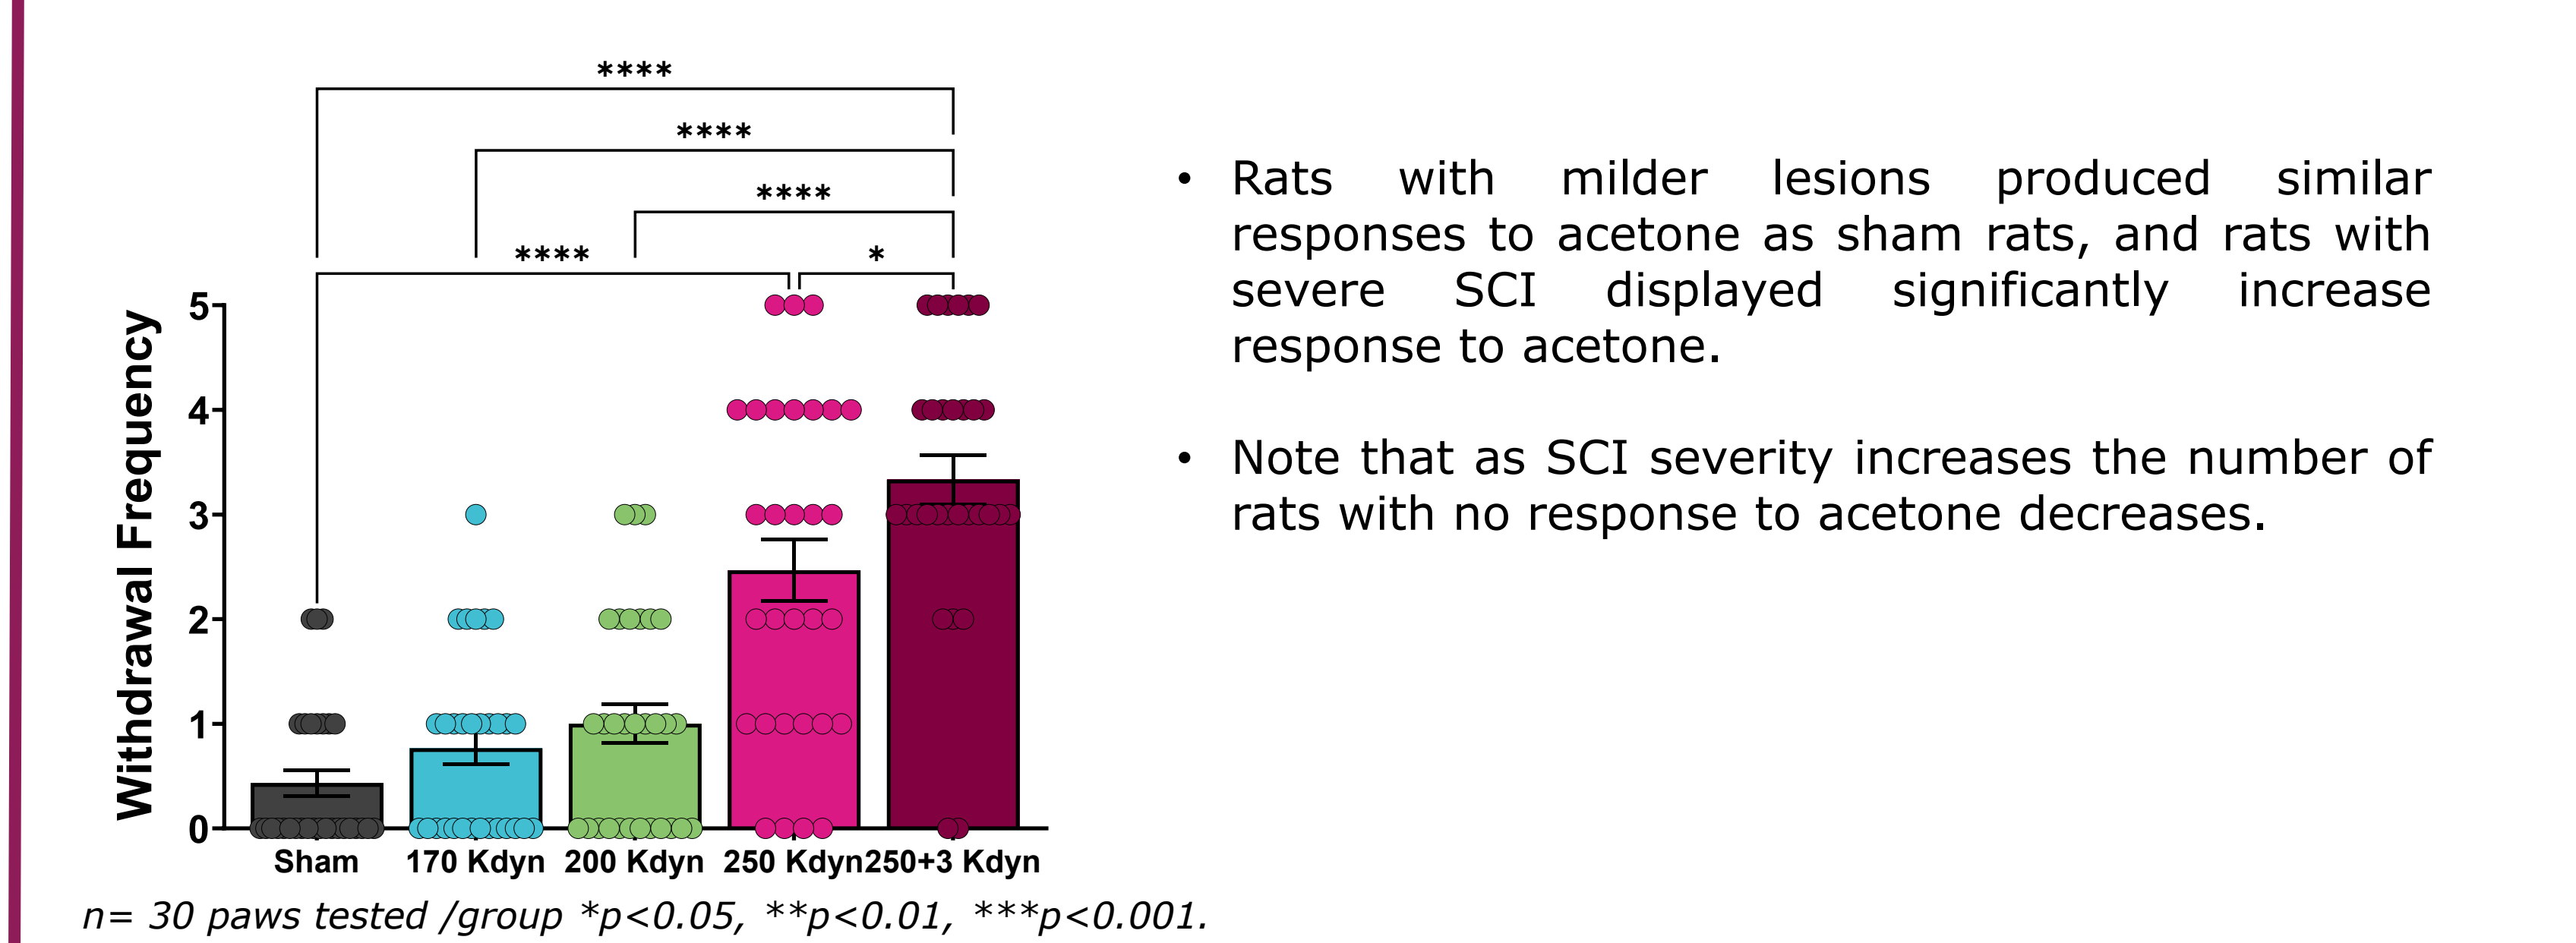 ****
****
****
**** *
Withdrawal Frequency
5
4
3
2
1
0
Sham 170 Kdyn 200 Kdyn 250 Kdyn 250+3 Kdyn
n= 30 paws tested /group *p<0.05, **p<0.01, ***p<0.001.
• Rats with milder lesions produced similar
responses to acetone as sham rats, and rats with
severe SCI displayed significantly increase
response to acetone.
• Note that as SCI severity increases the number of
rats with no response to acetone decreases.